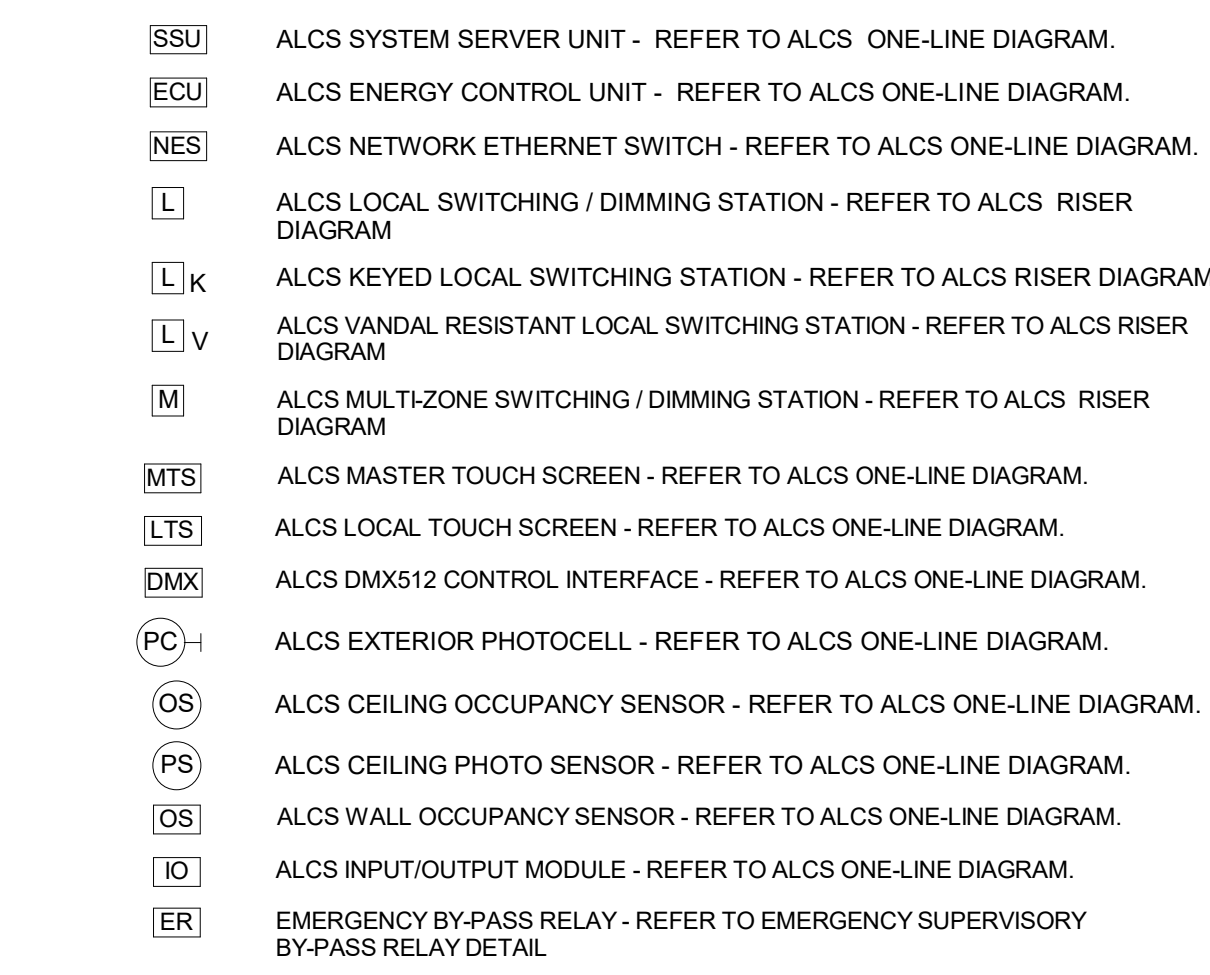 SSU ALCS SYSTEM SERVER UNIT - REFER TO ALCS ONE-LINE DIAGRAM.
ECU ALCS ENERGY CONTROL UNIT - REFER TO ALCS ONE-LINE DIAGRAM.
NES ALCS NETWORK ETHERNET SWITCH - REFER TO ALCS ONE-LINE DIAGRAM.
L ALCS LOCAL SWITCHING / DIMMING STATION - REFER TO ALCS RISER
DIAGRAM
L K ALCS KEYED LOCAL SWITCHING STATION - REFER TO ALCS RISER DIAGRAM
L V ALCS VANDAL RESISTANT LOCAL SWITCHING STATION - REFER TO ALCS RISER
DIAGRAM
M ALCS MULTI-ZONE SWITCHING / DIMMING STATION - REFER TO ALCS RISER
DIAGRAM
MTS ALCS MASTER TOUCH SCREEN - REFER TO ALCS ONE-LINE DIAGRAM.
LTS ALCS LOCAL TOUCH SCREEN - REFER TO ALCS ONE-LINE DIAGRAM.
DMX ALCS DMX512 CONTROL INTERFACE - REFER TO ALCS ONE-LINE DIAGRAM.
PC ALCS EXTERIOR PHOTOCELL - REFER TO ALCS ONE-LINE DIAGRAM.
OS ALCS CEILING OCCUPANCY SENSOR - REFER TO ALCS ONE-LINE DIAGRAM.
PS ALCS CEILING PHOTO SENSOR - REFER TO ALCS ONE-LINE DIAGRAM.
OS ALCS WALL OCCUPANCY SENSOR - REFER TO ALCS ONE-LINE DIAGRAM.
IO ALCS INPUT/OUTPUT MODULE - REFER TO ALCS ONE-LINE DIAGRAM.
ER EMERGENCY BY-PASS RELAY - REFER TO EMERGENCY SUPERVISORY
BY-PASS RELAY DETAIL